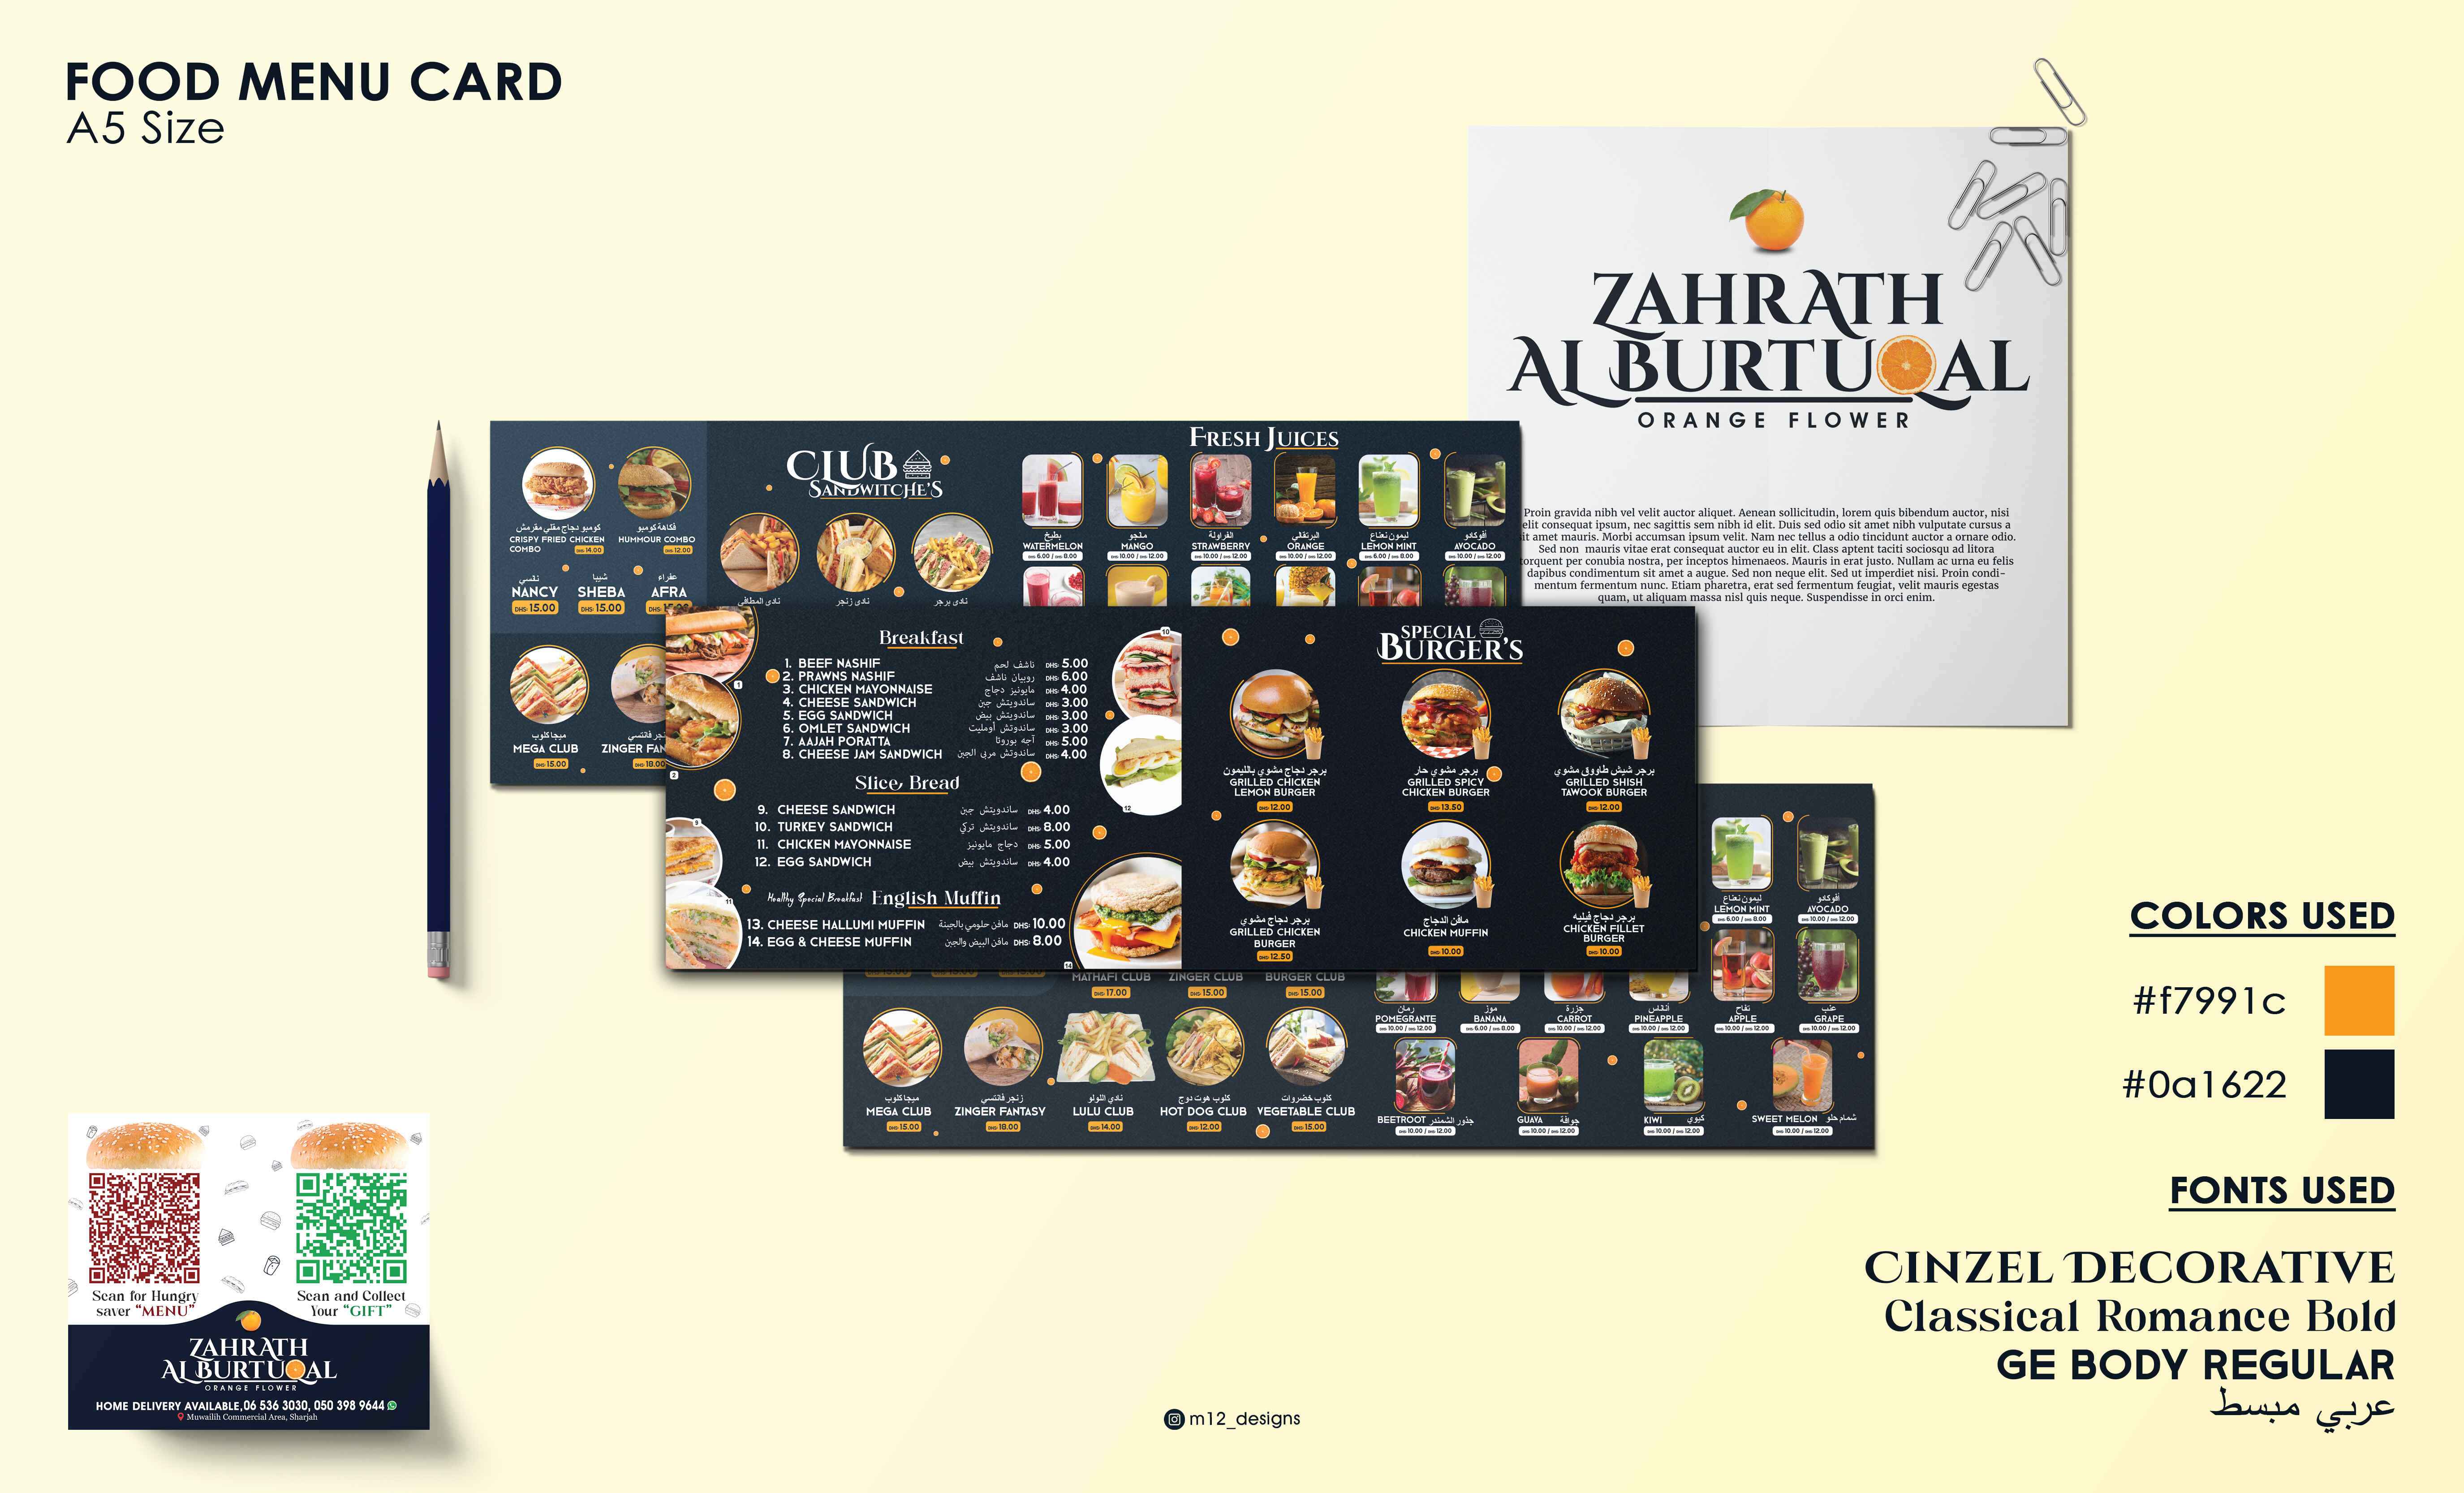 FOOD MENU CARD
A5 Size
ZAHRATH
AL BURTUQAL
ORANGE FLOWER
Proin gravida nibh vel velit auctor aliquet. Aenean sollicitudin, lorem quis bibendum auctor, nisi
elit consequat ipsum, nec sagittis sem nibh id elit. Duis sed odio sit amet nibh vulputate cursus a
sit amet mauris. Morbi accumsan ipsum velit. Nam nec tellus a odio tincidunt auctor a ornare odio.
Sed non mauris vitae erat consequat auctor eu in elit. Class aptent taciti sociosqu ad litora
torquent per conubia nostra, per inceptos himenaeos. Mauris in erat justo. Nullam ac urna eu felis
dapibus condimentum sit amet a augue. Sed non neque elit. Sed ut imperdiet nisi. Proin condi-
mentum fermentum nunc. Etiam pharetra, erat sed fermentum feugiat, velit mauris egestas
quam, ut aliquam massa nisl quis neque. Suspendisse in orci enim.
كومبو دجاج مقلي مقرمش
CRISPY FRIED CHICKEN
COMBO DHS: 14.00
فكاهة كومبو
HUMMOUR COMBO
DHS: 12.00
نانسي شيبا عفراء
NANCY SHEBA AFRA
DHS: 15.00 DHS: 15.00 DHS:
ميجا كلوب
MEGA CLUB
DHS: 15.00
زنجر فانتسي
ZINGER FAN
DHS: 18.00
CLUB
SANDWITCHE'S
نادي المطافي نادي زنجر نادي برجر
FRESH JUICES
بطيخ مانجو الفراولة البرتقالي ليمون نعناع أفوكادو
WATERMELON MANGO STRAWBERRY ORANGE LEMON MINT AVOCADO
DHS: 6.00 / DHS: 8.00 DHS: 10.00 / DHS: 12.00 DHS: 10.00 / DHS: 12.00 DHS: 10.00 / DHS: 12.00 DHS: 6.00 / DHS: 8.00 DHS: 10.00 / DHS: 12.00
Breakfast
1. BEEF NASHIF ناشف لحم DHS: 5.00
2. PRAWNS NASHIF روبيان ناشف DHS: 6.00
3. CHICKEN MAYONNAISE مايونيز دجاج DHS: 4.00
4. CHEESE SANDWICH ساندويتش جبن DHS: 3.00
5. EGG SANDWICH ساندويتش بيض DHS: 3.00
6. OMLET SANDWICH ساندوتش أومليت DHS: 3.00
7. AAJAH PORATTA آجه بوروتا DHS: 5.00
8. CHEESE JAM SANDWICH ساندوتش مربى الجبن DHS: 4.00
Slice Bread
9. CHEESE SANDWICH ساندويتش جبن DHS: 4.00
10. TURKEY SANDWICH ساندويتش تركي DHS: 8.00
11. CHICKEN MAYONNAISE دجاج مايونيز DHS: 5.00
12. EGG SANDWICH ساندويتش بيض DHS: 4.00
Healthy Special Breakfast English Muffin
13. CHEESE HALLUMI MUFFIN مافن حلومي بالجبنة DHS: 10.00
14. EGG & CHEESE MUFFIN مافن البيض والجبن DHS: 8.00
1
2
9
11
10
12
14
SPECIAL
BURGER'S
برجر دجاج مشوي بالليمون
GRILLED CHICKEN
LEMON BURGER
DHS: 12.00
برجر مشوي حار
GRILLED SPICY
CHICKEN BURGER
DHS: 13.50
برجر شيش طاووق مشوي
GRILLED SHISH
TAWOOK BURGER
DHS: 12.00
برجر دجاج مشوي
GRILLED CHICKEN
BURGER
DHS: 12.50
مافن الدجاج
CHICKEN MUFFIN
DHS: 10.00
برجر دجاج فيليه
CHICKEN FILLET
BURGER
DHS: 10.00
MATHAFI CLUB ZINGER CLUB BURGER CLUB
DHS: 17.00 DHS: 15.00 DHS: 15.00
ميجا كلوب زنجر فانتسي نادي اللولو كلوب هوت دوج كلوب خضروات
MEGA CLUB ZINGER FANTASY LULU CLUB HOT DOG CLUB VEGETABLE CLUB
DHS: 15.00 DHS: 18.00 DHS: 14.00 DHS: 12.00 DHS: 15.00
ليمون نعناع أفوكادو
LEMON MINT AVOCADO
DHS: 6.00 / DHS: 8.00 DHS: 10.00 / DHS: 12.00
رمان موز جزرة أناناس تفاح عنب
POMEGRANTE BANANA CARROT PINEAPPLE APPLE GRAPE
DHS: 10.00 / DHS: 12.00 DHS: 6.00 / DHS: 8.00 DHS: 10.00 / DHS: 12.00 DHS: 10.00 / DHS: 12.00 DHS: 10.00 / DHS: 12.00 DHS: 10.00 / DHS: 12.00
BEETROOT جذور الشمندر GUAVA جوافة KIWI كيوي SWEET MELON شمام حلو
DHS: 10.00 / DHS: 12.00 DHS: 10.00 / DHS: 12.00 DHS: 10.00 / DHS: 12.00 DHS: 10.00 / DHS: 12.00
COLORS USED
#f7991c
#0a1622
FONTS USED
CINZEL DECORATIVE
Classical Romance Bold
GE BODY REGULAR
عربي مبسط
Scan for Hungry
saver "MENU"
Scan and Collect
Your "GIFT"
ZAHRATH
AL BURTUQAL
ORANGE FLOWER
HOME DELIVERY AVAILABLE,06 536 3030, 050 398 9644
Muwailih Commercial Area, Sharjah
m12_designs